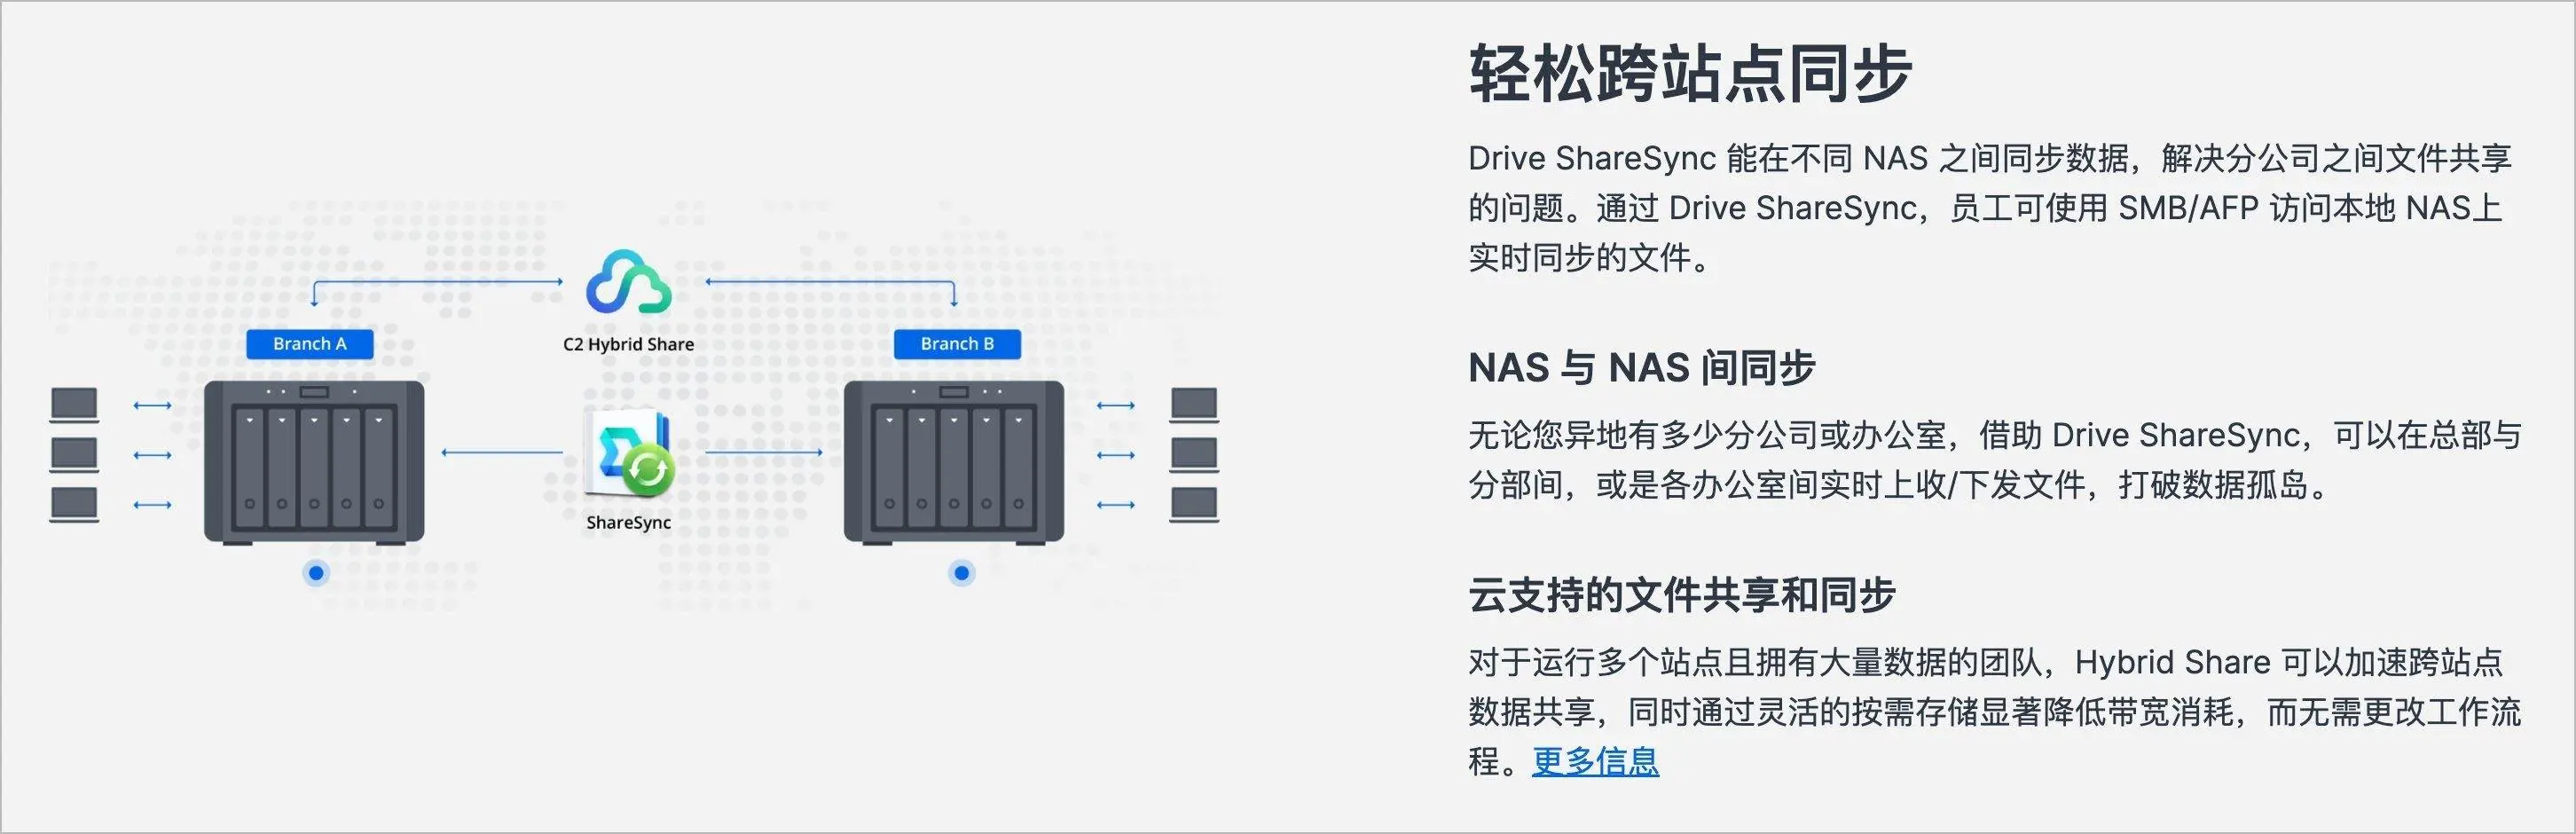 C2 Hybrid Share
Branch A
Branch B
ShareSync
轻松跨站点同步
Drive ShareSync 能在不同 NAS 之间同步数据，解决分公司之间文件共享
的问题。通过 Drive ShareSync，员工可使用 SMB/AFP 访问本地 NAS上
实时同步的文件。
NAS 与 NAS 间同步
无论您异地有多少分公司或办公室，借助 Drive ShareSync，可以在总部与
分部间，或是各办公室间实时上收/下发文件，打破数据孤岛。
云支持的文件共享和同步
对于运行多个站点且拥有大量数据的团队，Hybrid Share 可以加速跨站点
数据共享，同时通过灵活的按需存储显著降低带宽消耗，而无需更改工作流
程。更多信息